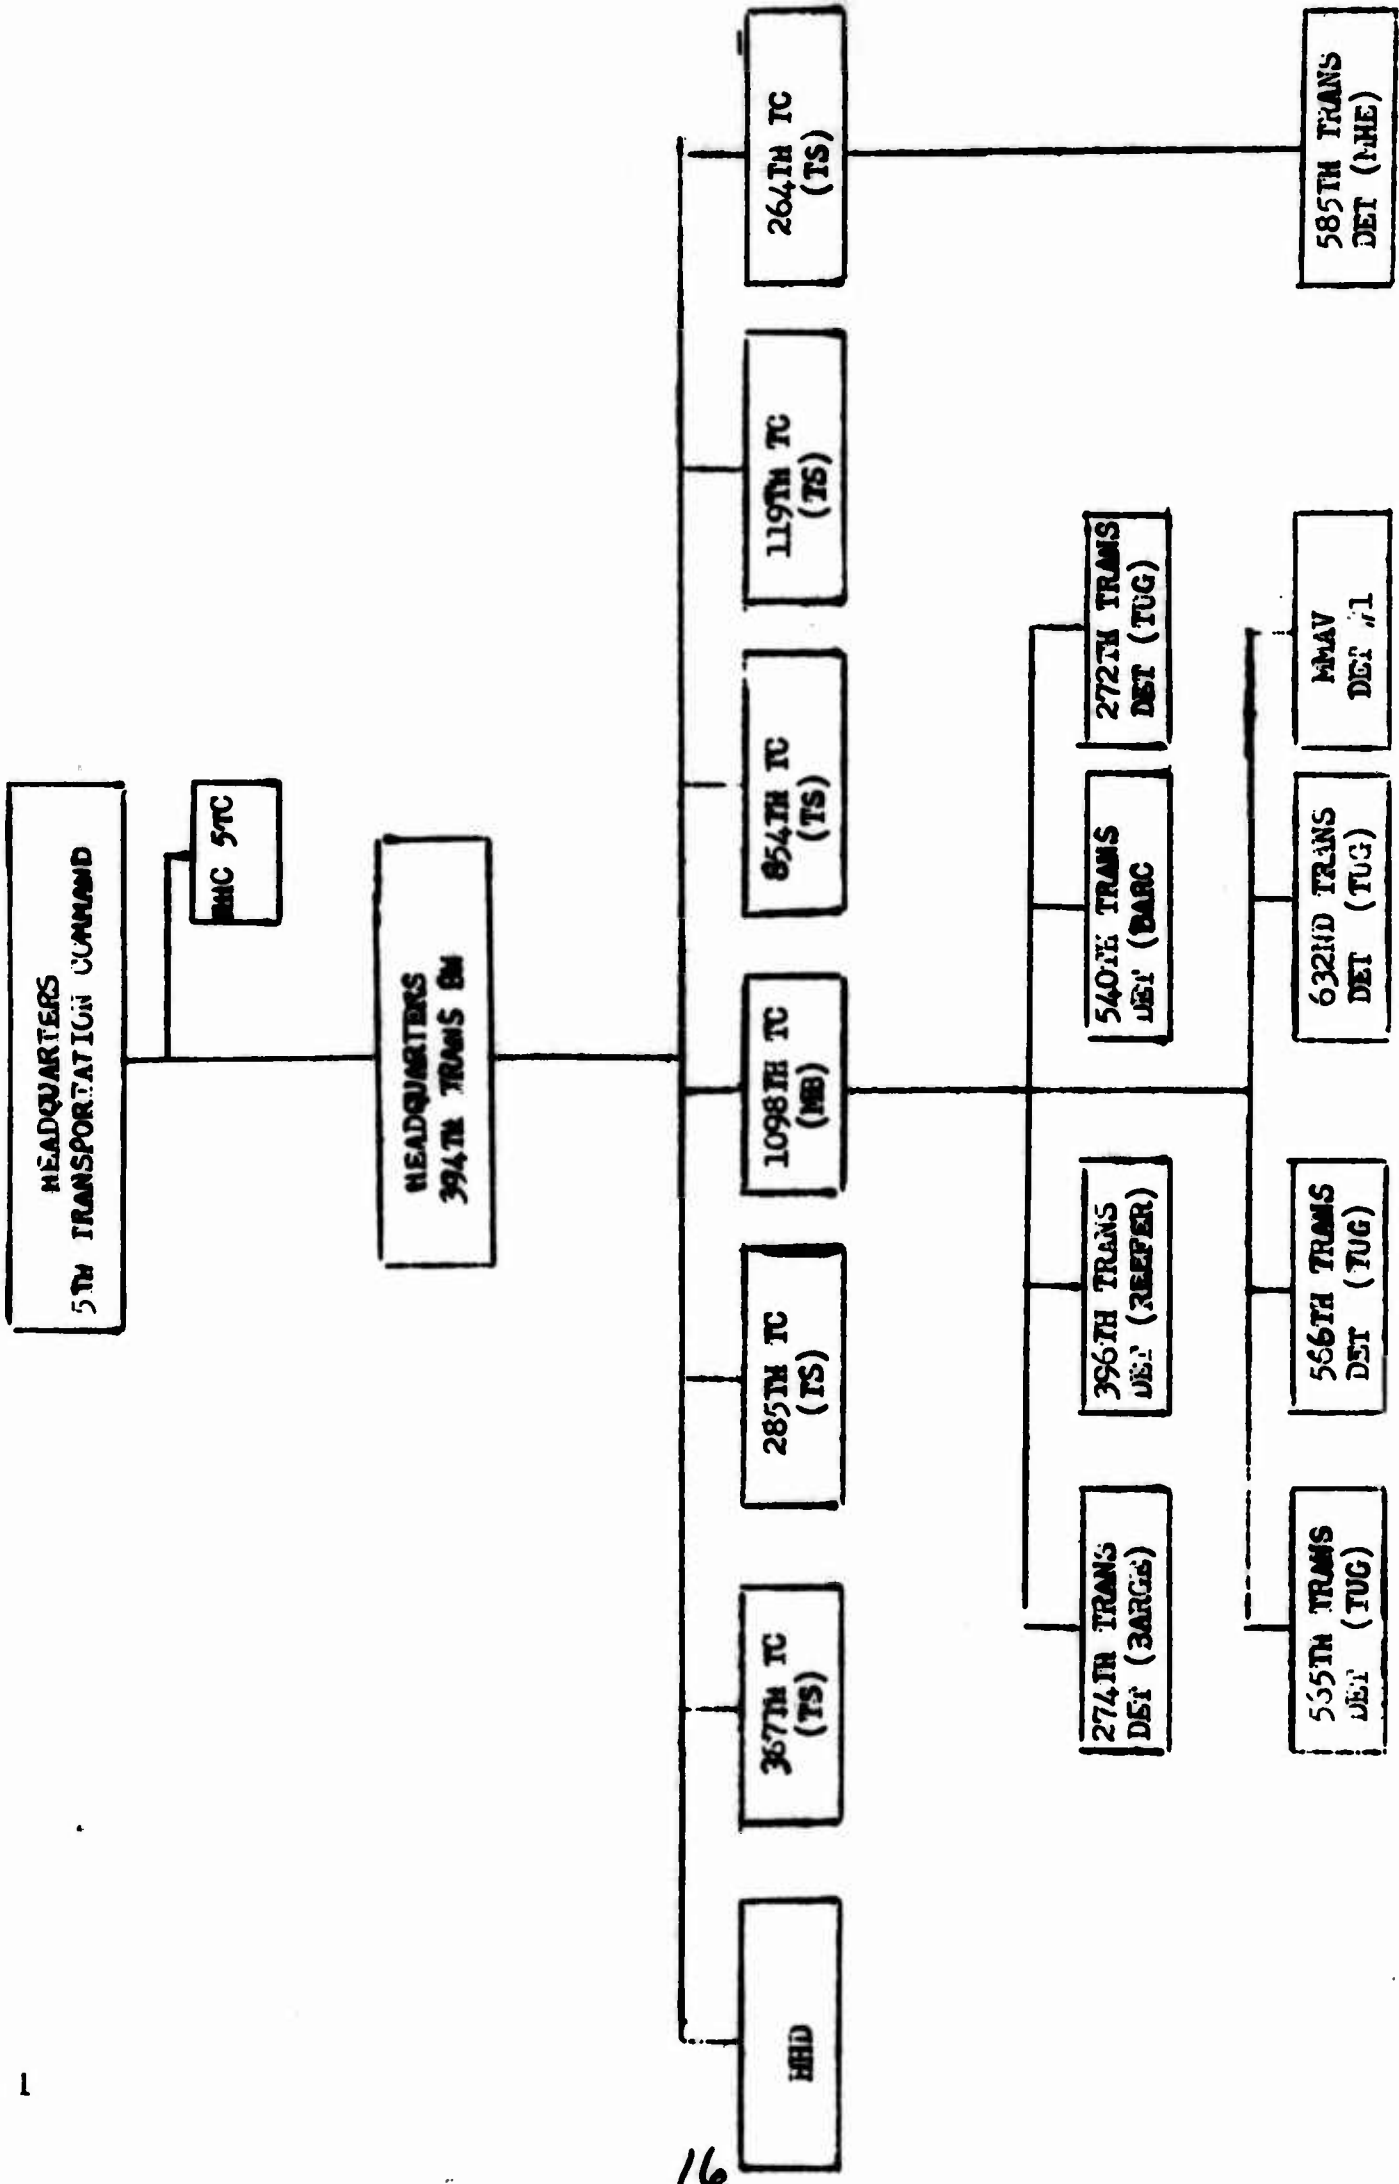 HEADQUARTERS
5TH TRANSPORTATION COMMAND
HHC 5TC
HEADQUARTERS
394TH TRANS BN
HHD
367TH TC
(TS)
285TH TC
(TS)
1098TH TC
(MB)
854TH TC
(TS)
119TH TC
(TS)
264TH TC
(TS)
274TH TRANS
DET (BARGE)
396TH TRANS
DET (REEFER)
540TH TRANS
DET (BARC
272TH TRANS
DET (TUG)
565TH TRANS
DET (TUG)
566TH TRANS
DET (TUG)
632ND TRANS
DET (TUG)
MMAV
DET #1
585TH TRANS
DET (MHE)
1
16